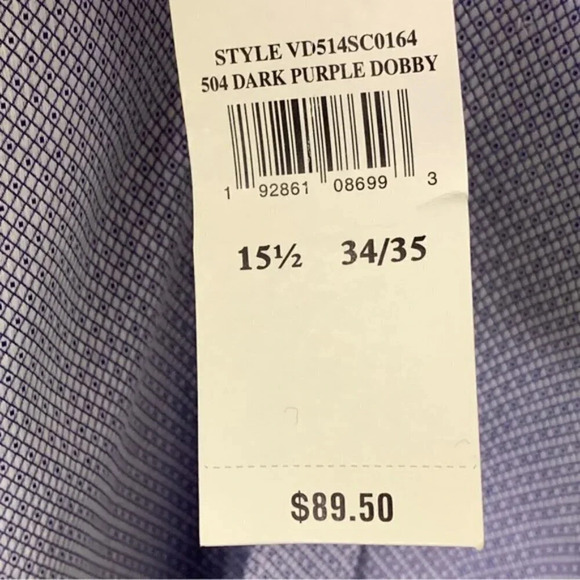 STYLE VD514SC0164
504 DARK PURPLE DOBBY
1 92861 08699 3
15½ 34/35
$89.50